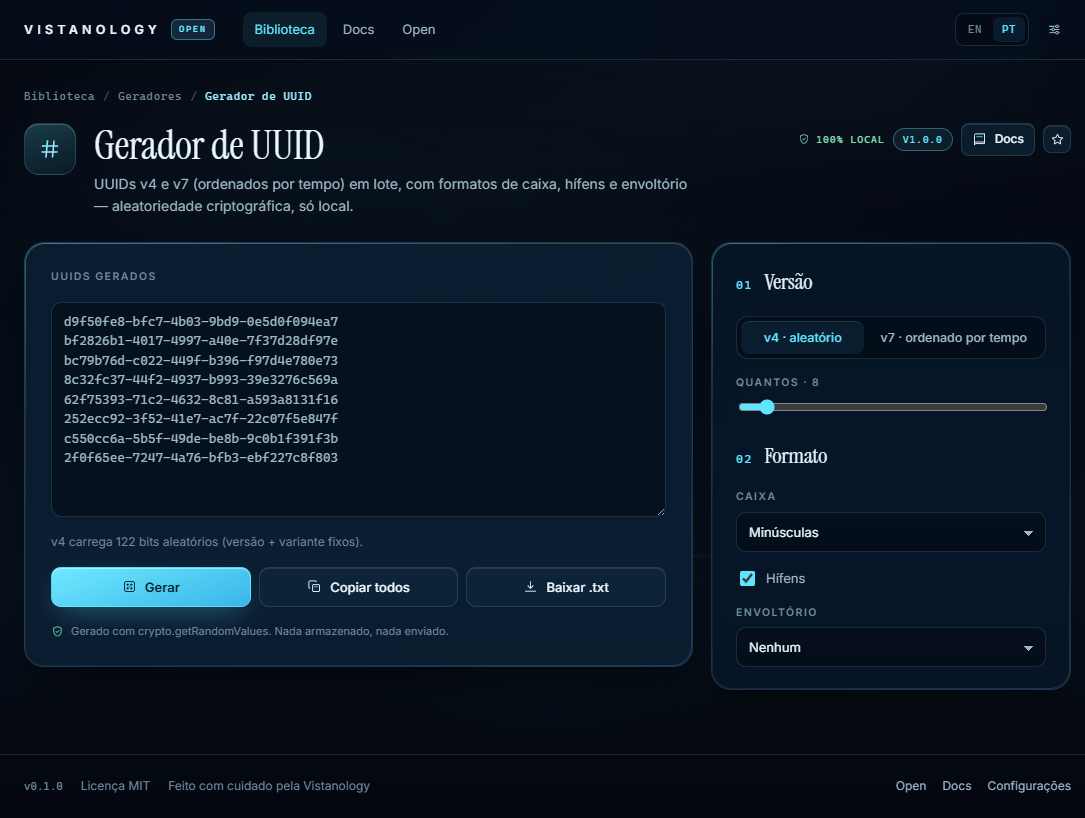 VISTANOLOGY OPEN Biblioteca Docs Open EN PT
Biblioteca / Geradores / Gerador de UUID
# Gerador de UUID
100% LOCAL V1.0.0 Docs
UUIDs v4 e v7 (ordenados por tempo) em lote, com formatos de caixa, hífens e envoltório
— aleatoriedade criptográfica, só local.
UUIDS GERADOS
d9f50fe8-bfc7-4b03-9bd9-0e5d0f094ea7
bf2826b1-4017-4997-a40e-7f37d28df97e
bc79b76d-c022-449f-b396-f97d4e780e73
8c32fc37-44f2-4937-b993-39e3276c569a
62f75393-71c2-4632-8c81-a593a8131f16
252ecc92-3f52-41e7-ac7f-22c07f5e847f
c550cc6a-5b5f-49de-be8b-9c0b1f391f3b
2f0f65ee-7247-4a76-bfb3-ebf227c8f803
v4 carrega 122 bits aleatórios (versão + variante fixos).
Gerar Copiar todos Baixar .txt
Gerado com crypto.getRandomValues. Nada armazenado, nada enviado.
01 Versão
v4 · aleatório v7 · ordenado por tempo
QUANTOS · 8
02 Formato
CAIXA
Minúsculas
Hífens
ENVOLTÓRIO
Nenhum
v0.1.0 Licença MIT Feito com cuidado pela Vistanology Open Docs Configurações